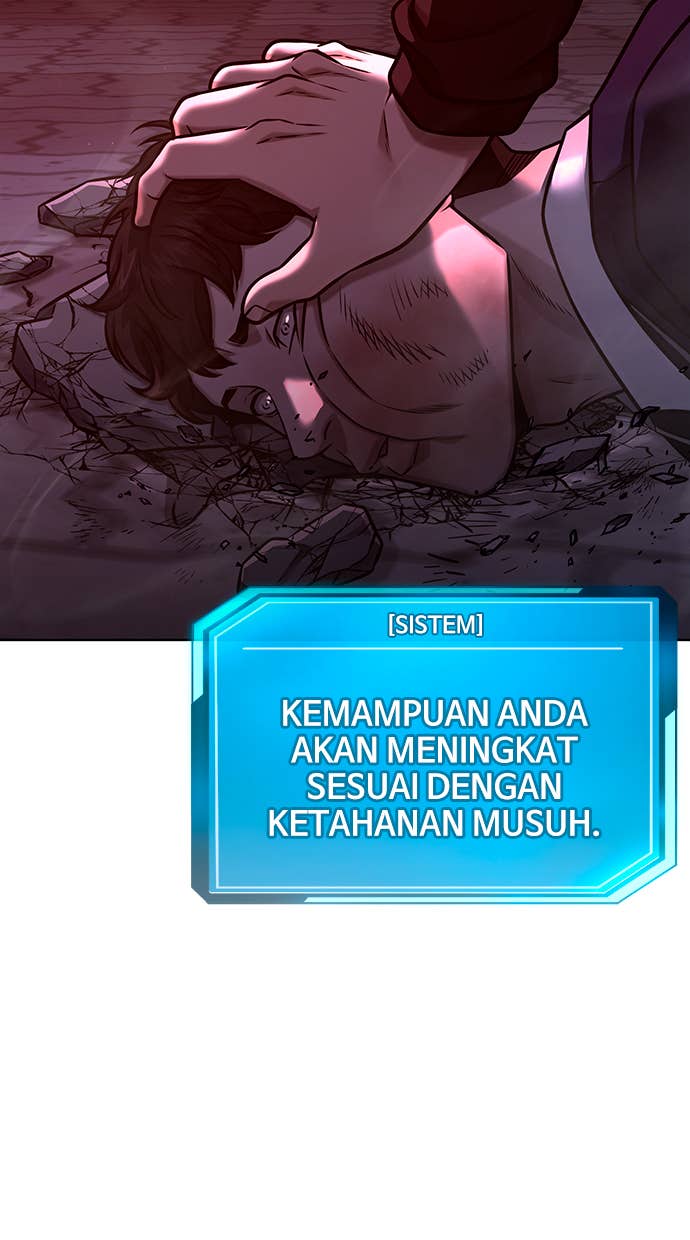 [SISTEM]
KEMAMPUAN ANDA
AKAN MENINGKAT
SESUAI DENGAN
KETAHANAN MUSUH.